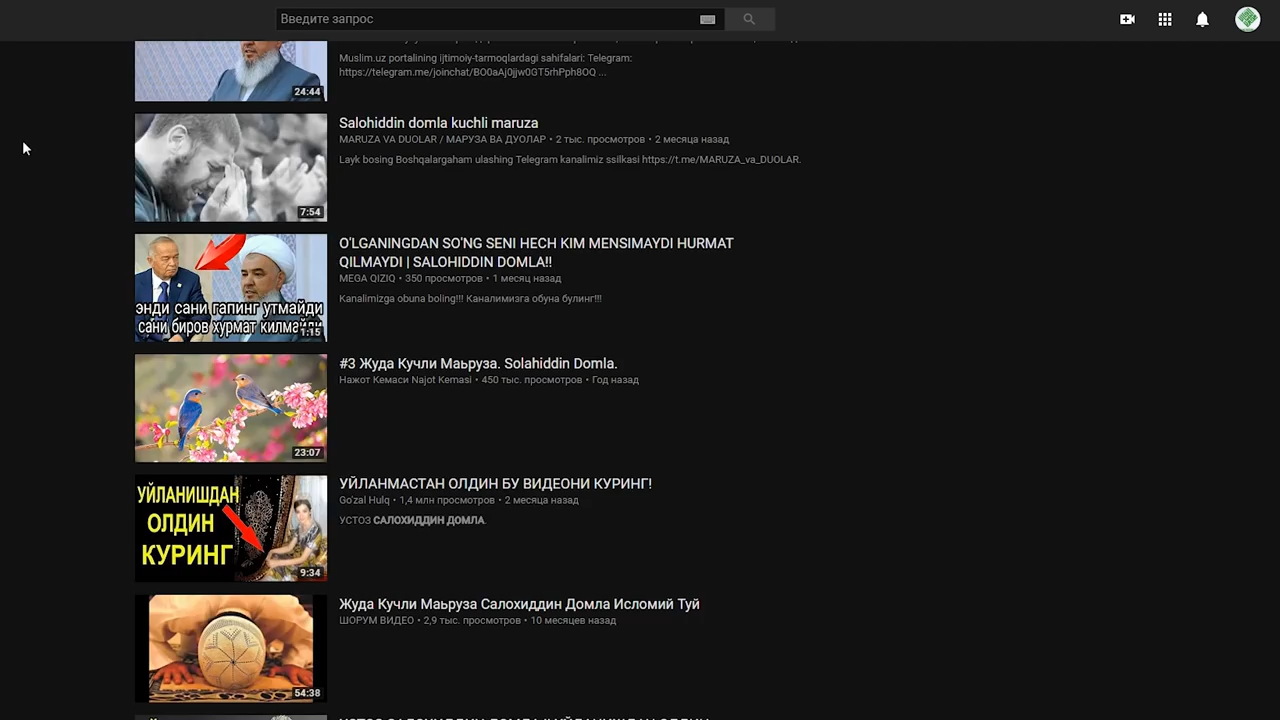 Введите запрос
Muslim.uz portalining ijtimoiy-tarmoqlardagi sahifalari: Telegram:
https://telegram.me/joinchat/BO0aAj0jjw0GT5rhPph8OQ ...
24:44
Salohiddin domla kuchli maruza
MARUZA VA DUOLAR / МАРУЗА ВА ДУОЛАР • 2 тыс. просмотров • 2 месяца назад
Layk bosing Boshqalargaham ulashing Telegram kanalimiz ssilkasi https://t.me/MARUZA_va_DUOLAR.
7:54
O'LGANINGDAN SO'NG SENI HECH KIM MENSIMAYDI HURMAT
QILMAYDI | SALOHIDDIN DOMLA!!
MEGA QIZIQ • 350 просмотров • 1 месяц назад
Kanalimizga obuna boling!!! Каналимизга обуна булинг!!!
энди сани гапинг утмайди
сани биров хурмат килмайди
1:15
#3 Жуда Кучли Маьруза. Solahiddin Domla.
Нажот Кемаси Najot Kemasi • 450 тыс. просмотров • Год назад
23:07
УЙЛАНМАСТАН ОЛДИН БУ ВИДЕОНИ КУРИНГ!
Go'zal Hulq • 1,4 млн просмотров • 2 месяца назад
УСТОЗ САЛОХИДДИН ДОМЛА.
УЙЛАНИШДАН
ОЛДИН
КУРИНГ
9:34
Жуда Кучли Маьруза Салохиддин Домла Исломий Туй
ШОРУМ ВИДЕО • 2,9 тыс. просмотров • 10 месяцев назад
54:38